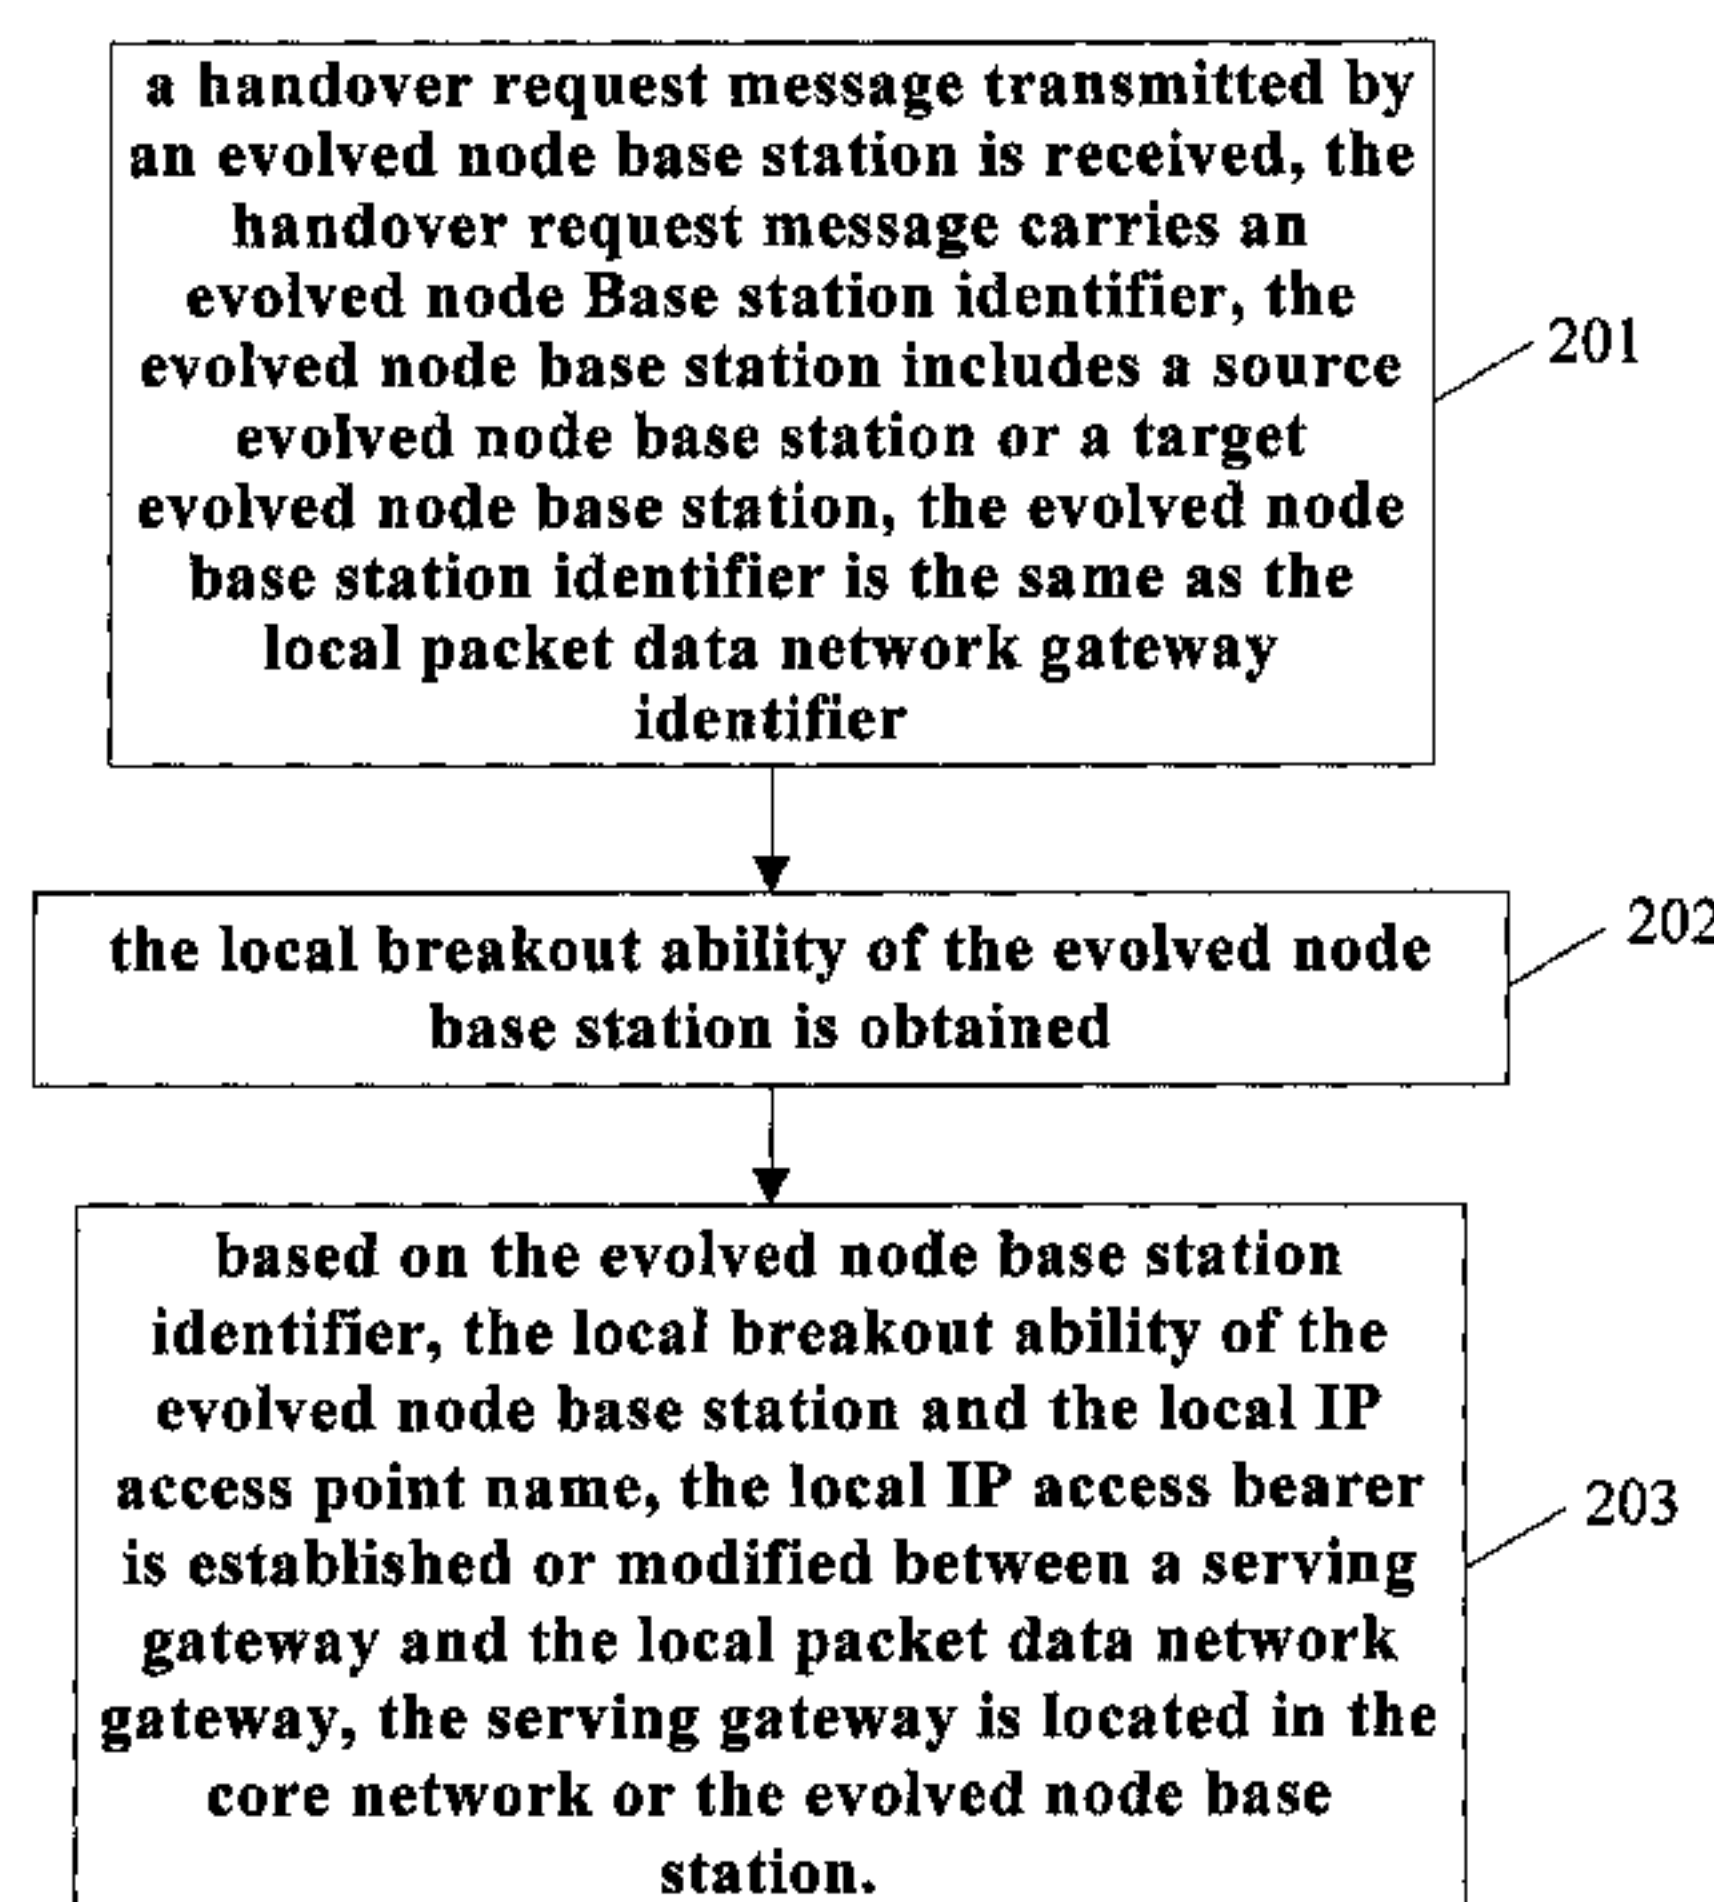 a handover request message transmitted by
an evolved node base station is received, the
handover request message carries an
evolved node Base station identifier, the
evolved node base station includes a source
evolved node base station or a target
evolved node base station, the evolved node
base station identifier is the same as the
local packet data network gateway
identifier
201
the local breakout ability of the evolved node
base station is obtained
202
based on the evolved node base station
identifier, the local breakout ability of the
evolved node base station and the local IP
access point name, the local IP access bearer
is established or modified between a serving
gateway and the local packet data network
gateway, the serving gateway is located in the
core network or the evolved node base
station.
203